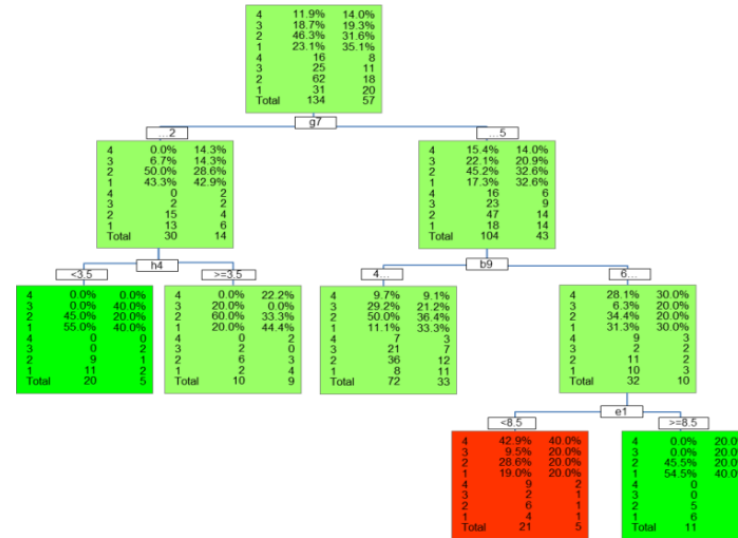 4 11.9% 14.0%
3 18.7% 19.3%
2 46.3% 31.6%
1 23.1% 35.1%
4 16 8
3 25 11
2 62 18
1 31 20
Total 134 57
g7
...2
...5
4 0.0% 14.3%
3 6.7% 14.3%
2 50.0% 28.6%
1 43.3% 42.9%
4 0 2
3 2 2
2 15 4
1 13 6
Total 30 14
4 15.4% 14.0%
3 22.1% 20.9%
2 45.2% 32.6%
1 17.3% 32.6%
4 16 6
3 23 9
2 47 14
1 18 14
Total 104 43
h4
<3.5
>=3.5
b9
4...
6...
4 0.0% 0.0%
3 0.0% 40.0%
2 45.0% 20.0%
1 55.0% 40.0%
4 0 0
3 0 2
2 9 1
1 11 2
Total 20 5
4 0.0% 22.2%
3 20.0% 0.0%
2 60.0% 33.3%
1 20.0% 44.4%
4 0 2
3 2 0
2 6 3
1 2 4
Total 10 9
4 9.7% 9.1%
3 29.2% 21.2%
2 50.0% 36.4%
1 11.1% 33.3%
4 7 3
3 21 7
2 36 12
1 8 11
Total 72 33
4 28.1% 30.0%
3 6.3% 20.0%
2 34.4% 20.0%
1 31.3% 30.0%
4 9 3
3 2 2
2 11 2
1 10 3
Total 32 10
e1
<8.5
>=8.5
4 42.9% 40.0%
3 9.5% 20.0%
2 28.6% 20.0%
1 19.0% 20.0%
4 9 2
3 2 1
2 6 1
1 4 1
Total 21 5
4 0.0% 20.0
3 0.0% 20.0
2 45.5% 20.0
1 54.5% 40.0
4 0
3 0
2 5
1 6
Total 11